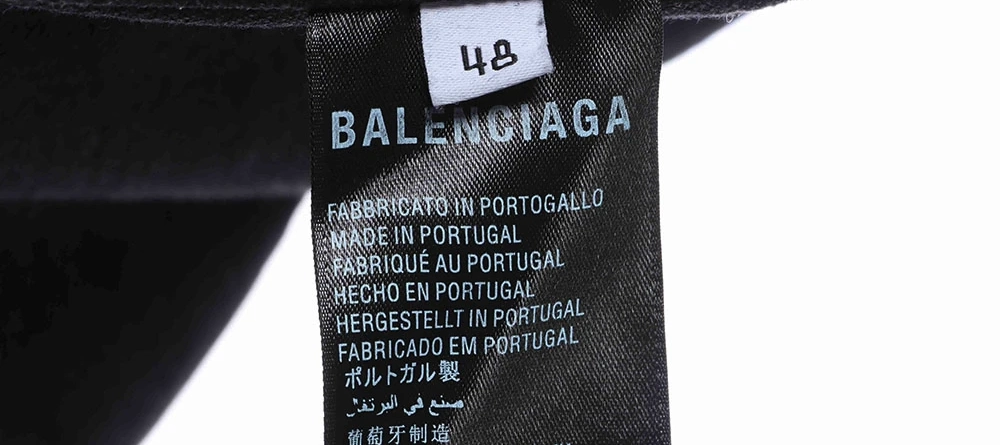 48
BALENCIAGA
FABBRICATO IN PORTOGALLO
MADE IN PORTUGAL
FABRIQUÉ AU PORTUGAL
HECHO EN PORTUGAL
HERGESTELLT IN PORTUGAL
FABRICADO EM PORTUGAL
ポルトガル製
صنع في البرتغال
葡萄牙制造